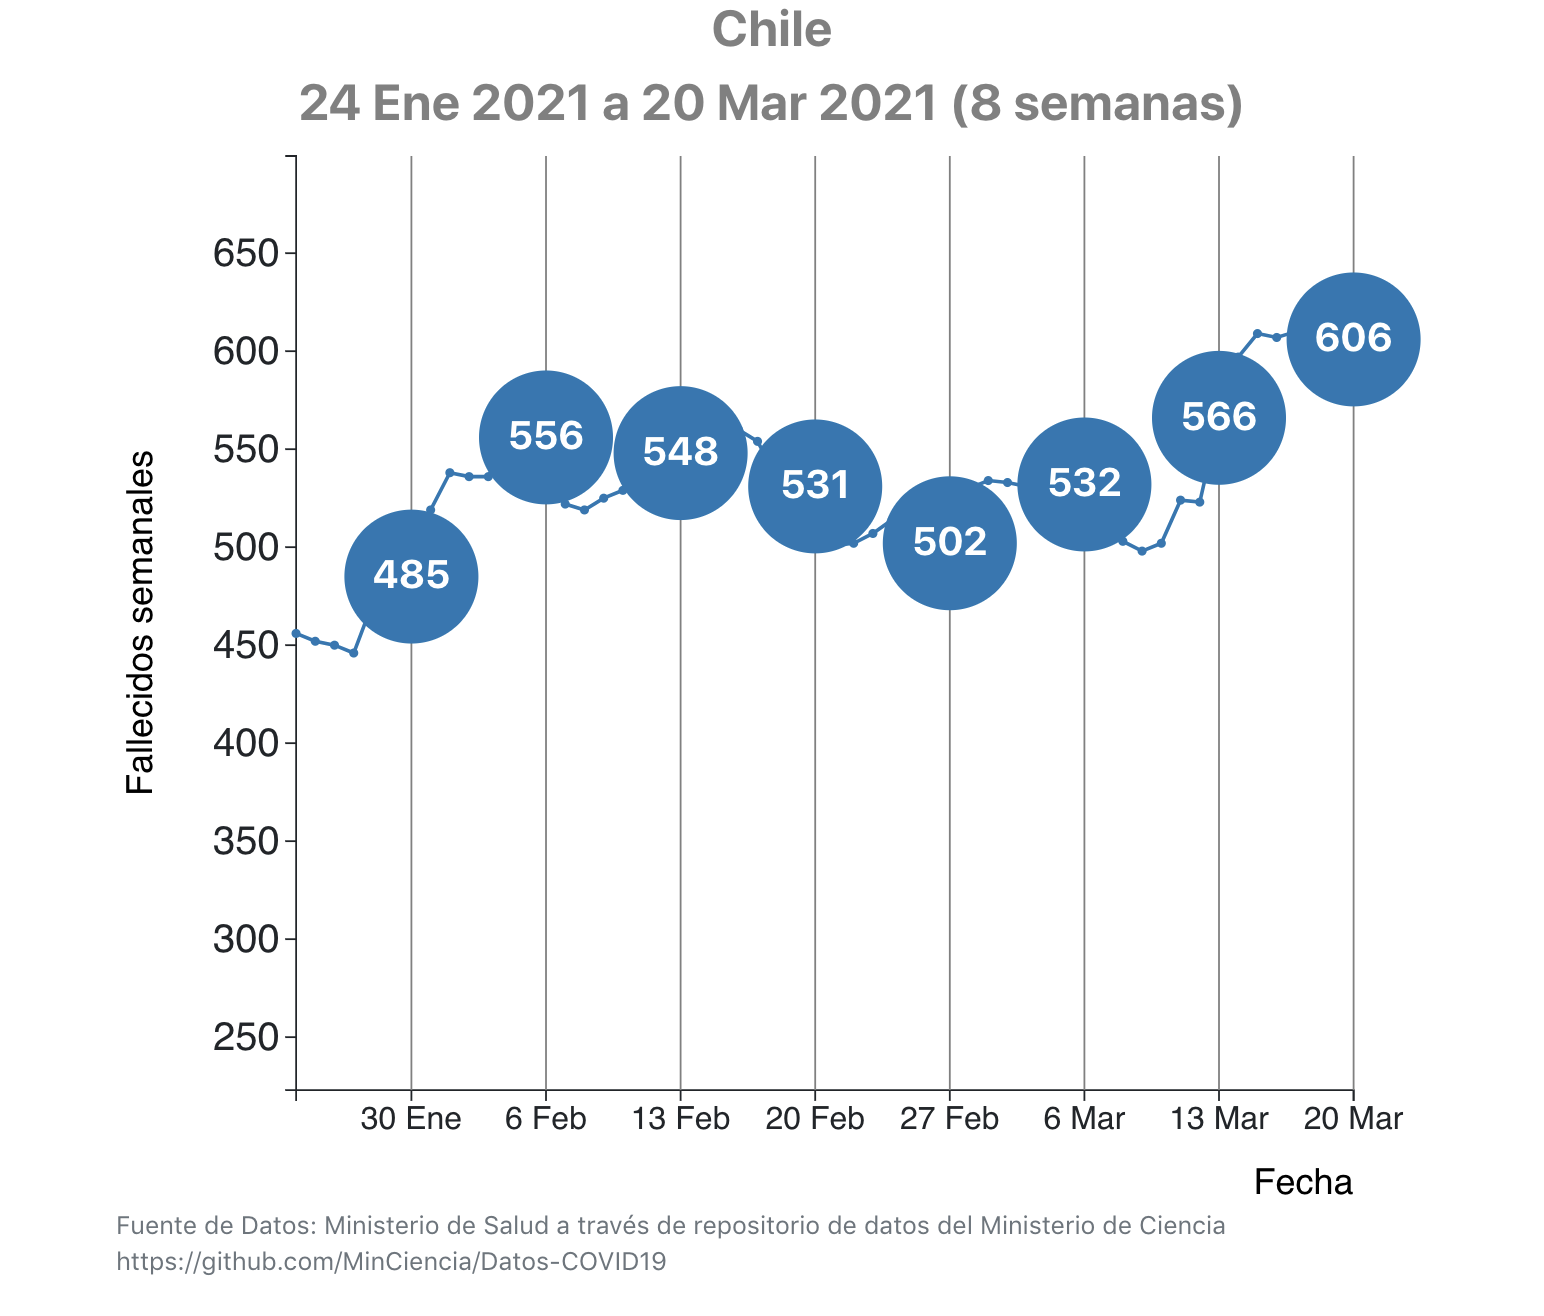 Chile
24 Ene 2021 a 20 Mar 2021 (8 semanas)
650
600
550
500
450
400
350
300
250
Fallecidos semanales
485
556
548
531
502
532
566
606
30 Ene
6 Feb
13 Feb
20 Feb
27 Feb
6 Mar
13 Mar
20 Mar
Fecha
Fuente de Datos: Ministerio de Salud a través de repositorio de datos del Ministerio de Ciencia
https://github.com/MinCiencia/Datos-COVID19